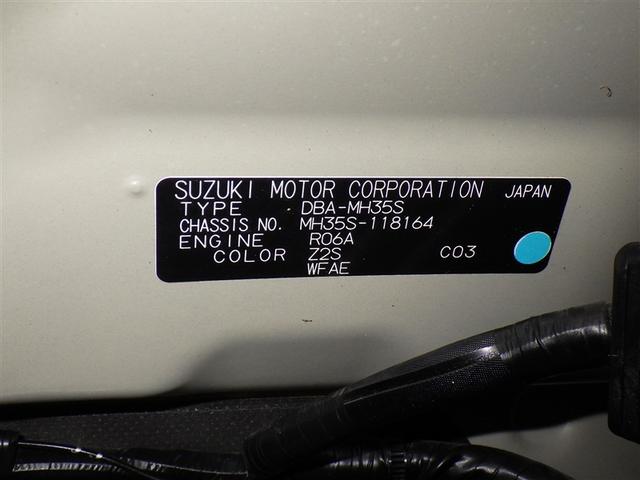 SUZUKI MOTOR CORPORATION JAPAN
TYPE DBA-MH35S
CHASSIS NO. MH35S-118164
ENGINE R06A
COLOR Z2S C03
WFAE